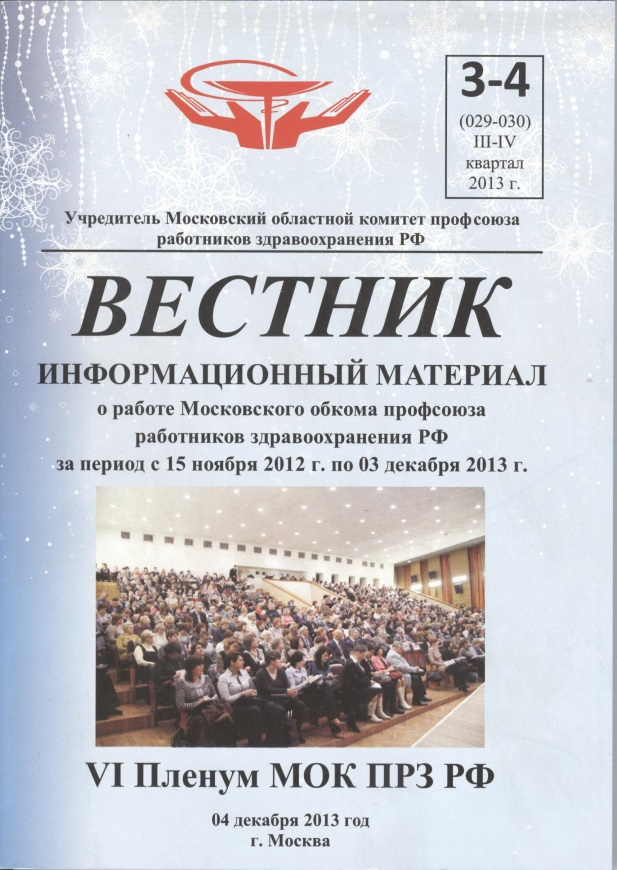 3-4
(029-030)
III-IV
квартал
2013 г.
Учредитель Московский областной комитет профсоюза
работников здравоохранения РФ
ВЕСТНИК
ИНФОРМАЦИОННЫЙ МАТЕРИАЛ
о работе Московского обкома профсоюза
работников здравоохранения РФ
за период с 15 ноября 2012 г. по 03 декабря 2013 г.
VI Пленум МОК ПРЗ РФ
04 декабря 2013 год
г. Москва